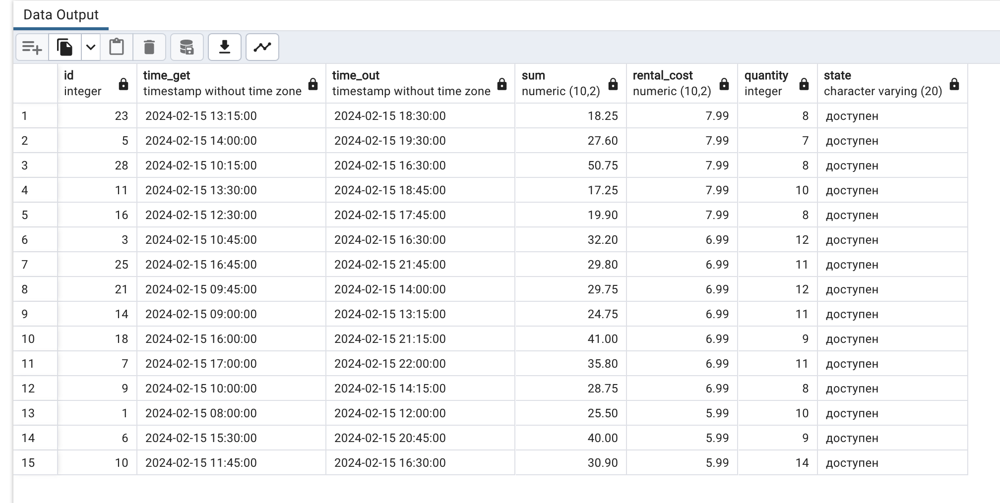 Data Output
id time_get time_out sum rental_cost quantity state
integer timestamp without time zone timestamp without time zone numeric (10,2) numeric (10,2) integer character varying (20)
1 23 2024-02-15 13:15:00 2024-02-15 18:30:00 18.25 7.99 8 доступен
2 5 2024-02-15 14:00:00 2024-02-15 19:30:00 27.60 7.99 7 доступен
3 28 2024-02-15 10:15:00 2024-02-15 16:30:00 50.75 7.99 8 доступен
4 11 2024-02-15 13:30:00 2024-02-15 18:45:00 17.25 7.99 10 доступен
5 16 2024-02-15 12:30:00 2024-02-15 17:45:00 19.90 7.99 8 доступен
6 3 2024-02-15 10:45:00 2024-02-15 16:30:00 32.20 6.99 12 доступен
7 25 2024-02-15 16:45:00 2024-02-15 21:45:00 29.80 6.99 11 доступен
8 21 2024-02-15 09:45:00 2024-02-15 14:00:00 29.75 6.99 12 доступен
9 14 2024-02-15 09:00:00 2024-02-15 13:15:00 24.75 6.99 11 доступен
10 18 2024-02-15 16:00:00 2024-02-15 21:15:00 41.00 6.99 9 доступен
11 7 2024-02-15 17:00:00 2024-02-15 22:00:00 35.80 6.99 11 доступен
12 9 2024-02-15 10:00:00 2024-02-15 14:15:00 28.75 6.99 8 доступен
13 1 2024-02-15 08:00:00 2024-02-15 12:00:00 25.50 5.99 10 доступен
14 6 2024-02-15 15:30:00 2024-02-15 20:45:00 40.00 5.99 9 доступен
15 10 2024-02-15 11:45:00 2024-02-15 16:30:00 30.90 5.99 14 доступен